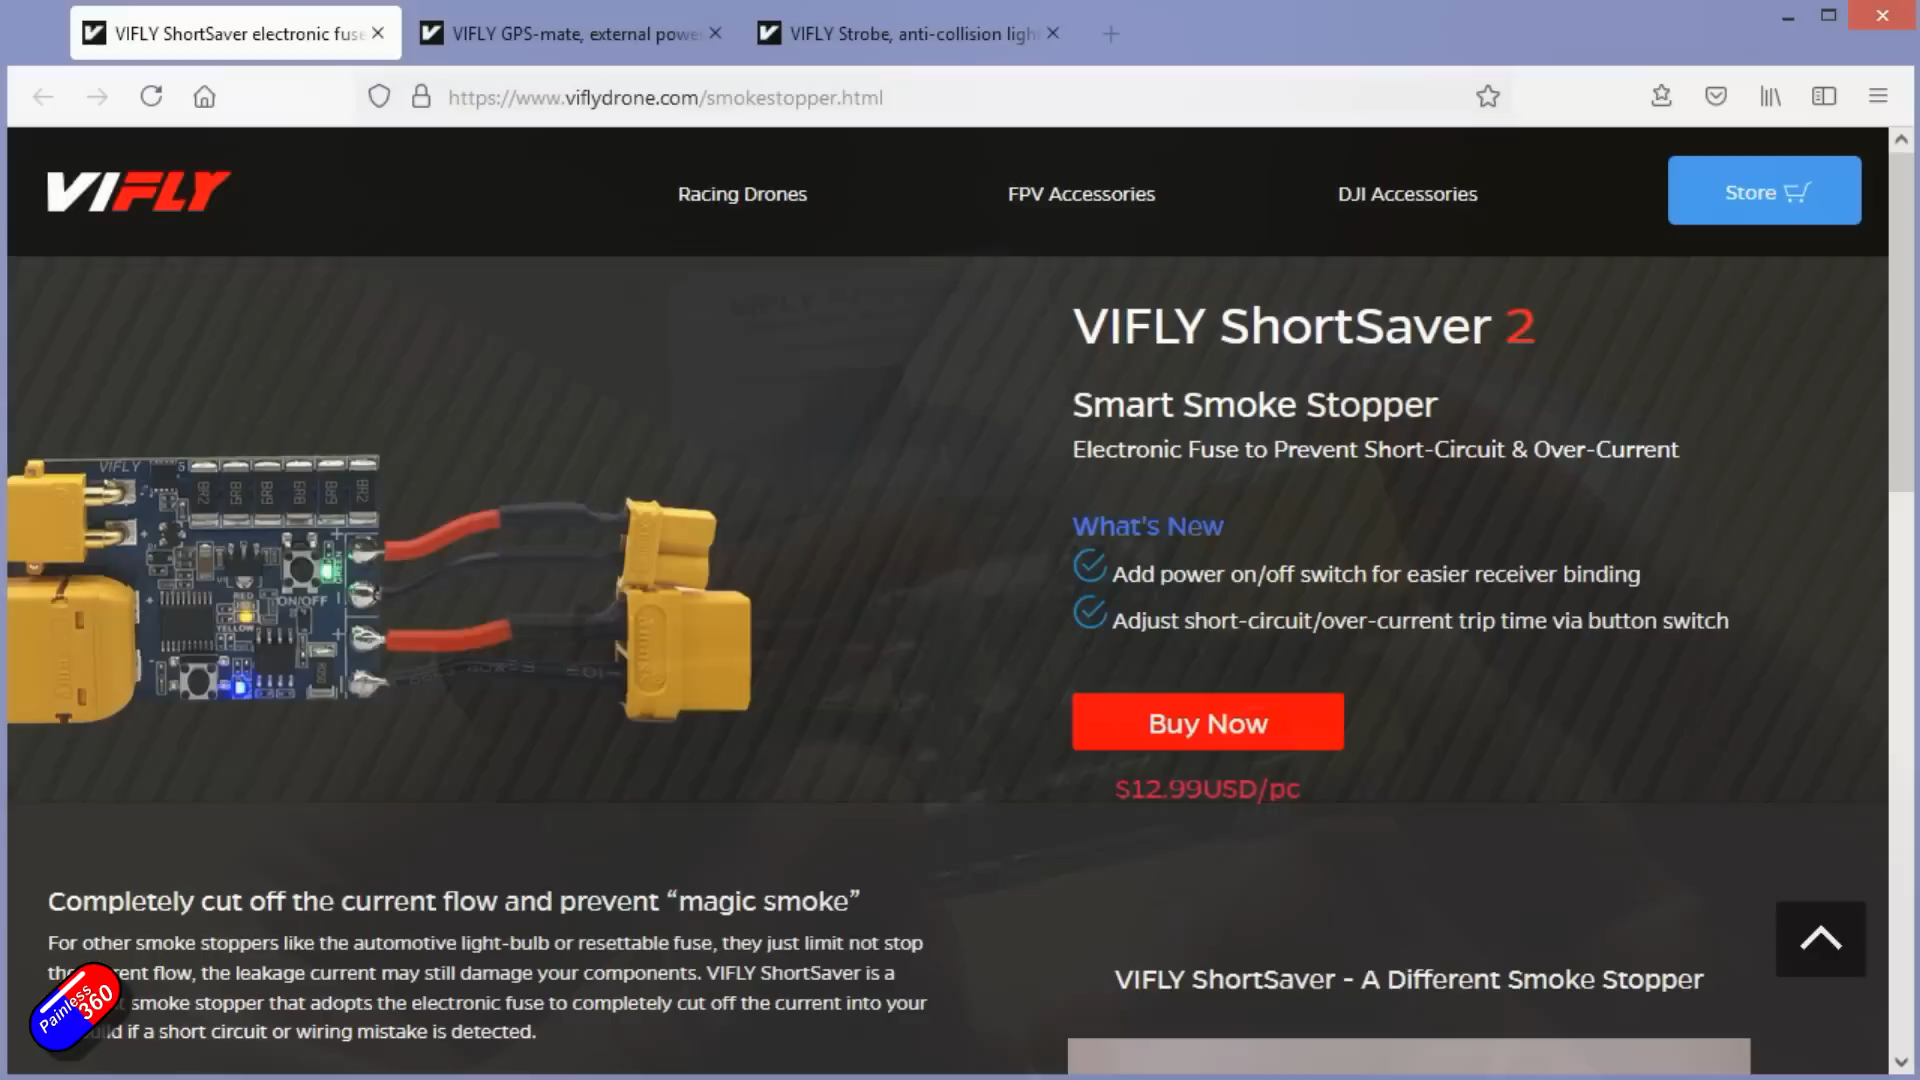 VIFLY ShortSaver electronic fuse
VIFLY GPS-mate, external powe
VIFLY Strobe, anti-collision ligh
https://www.viflydrone.com/smokestopper.html
VIFLY
Racing Drones
FPV Accessories
DJI Accessories
Store
VIFLY ShortSaver 2
Smart Smoke Stopper
Electronic Fuse to Prevent Short-Circuit & Over-Current
What's New
Add power on/off switch for easier receiver binding
Adjust short-circuit/over-current trip time via button switch
Buy Now
$12.99USD/pc
VIFLY
GREEN
ON/OFF
RED
YELLOW
Completely cut off the current flow and prevent “magic smoke”
For other smoke stoppers like the automotive light-bulb or resettable fuse, they just limit not stop
rent flow, the leakage current may still damage your components. VIFLY ShortSaver is a
smoke stopper that adopts the electronic fuse to completely cut off the current into your
if a short circuit or wiring mistake is detected.
Painless
360
VIFLY ShortSaver - A Different Smoke Stopper